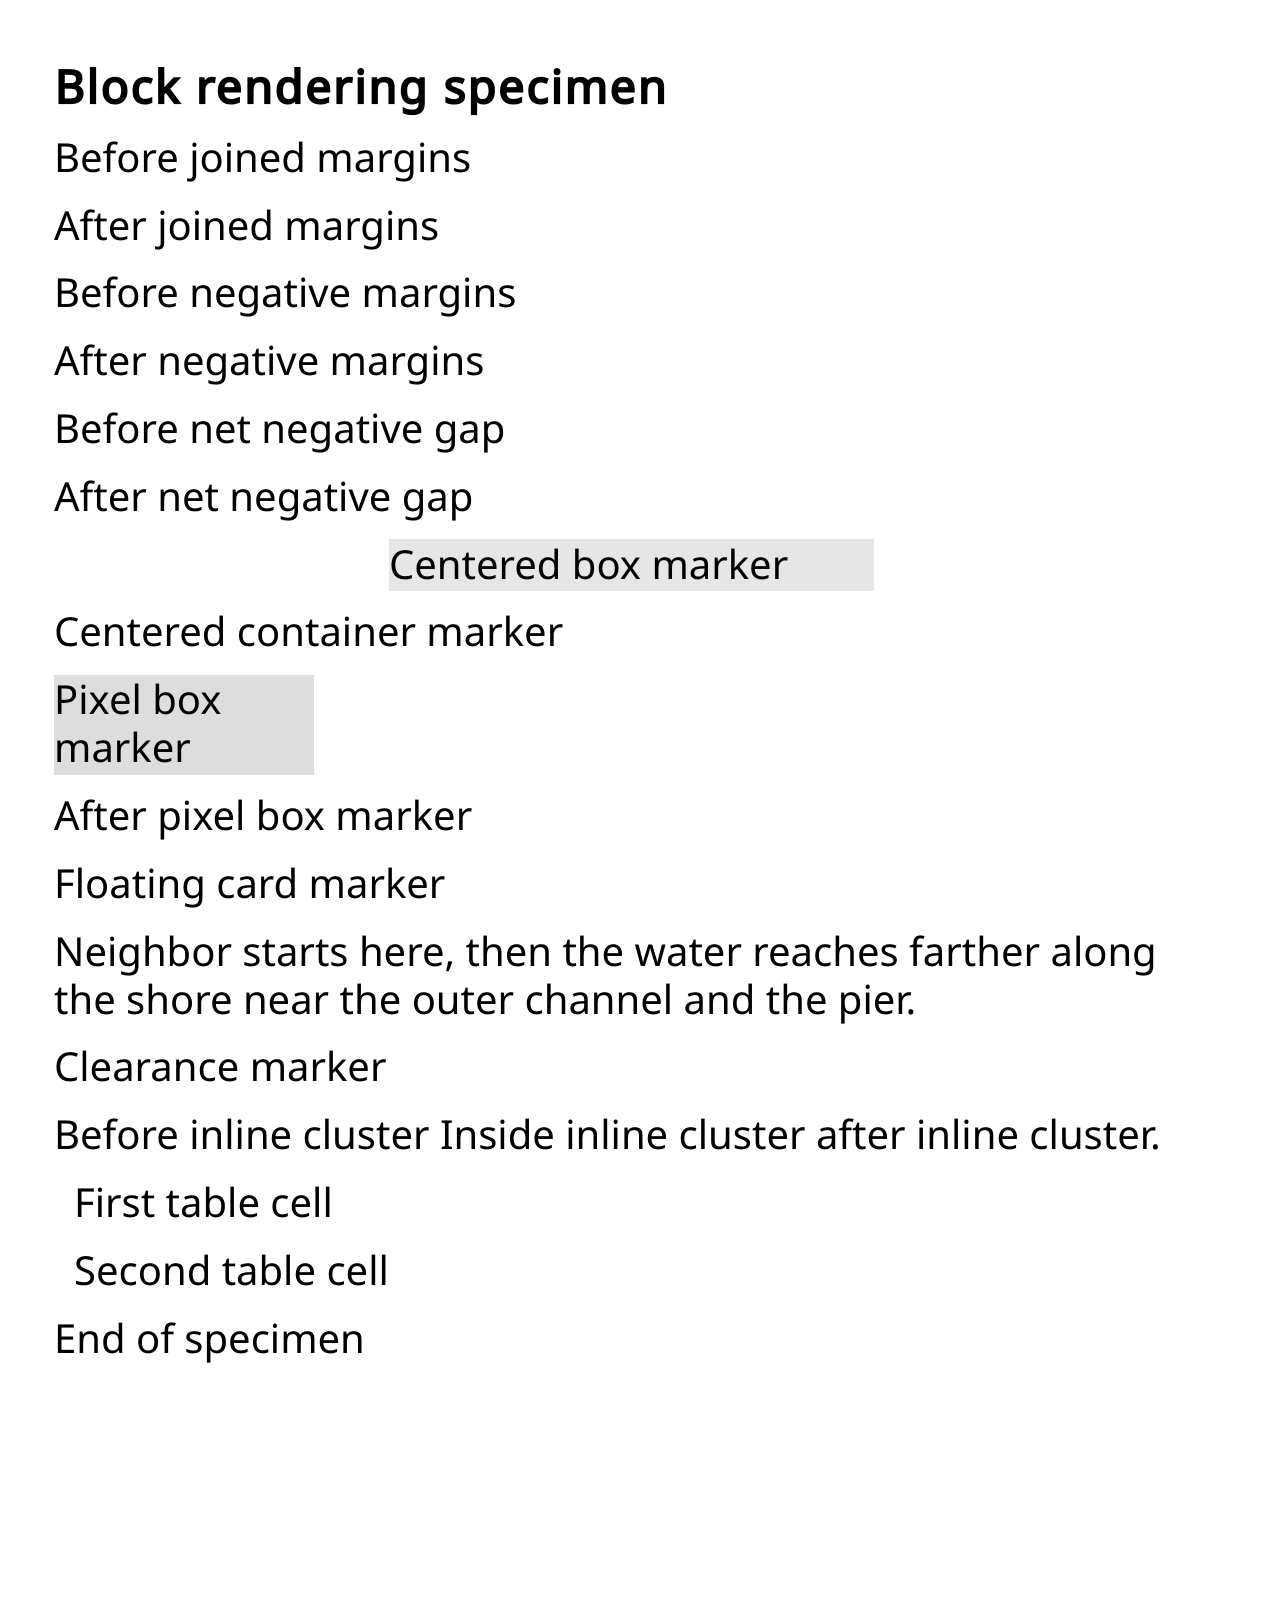 Block rendering specimen
Before joined margins
After joined margins
Before negative margins
After negative margins
Before net negative gap
After net negative gap
Centered box marker
Centered container marker
Pixel box
marker
After pixel box marker
Floating card marker
Neighbor starts here, then the water reaches farther along
the shore near the outer channel and the pier.
Clearance marker
Before inline cluster Inside inline cluster after inline cluster.
First table cell
Second table cell
End of specimen